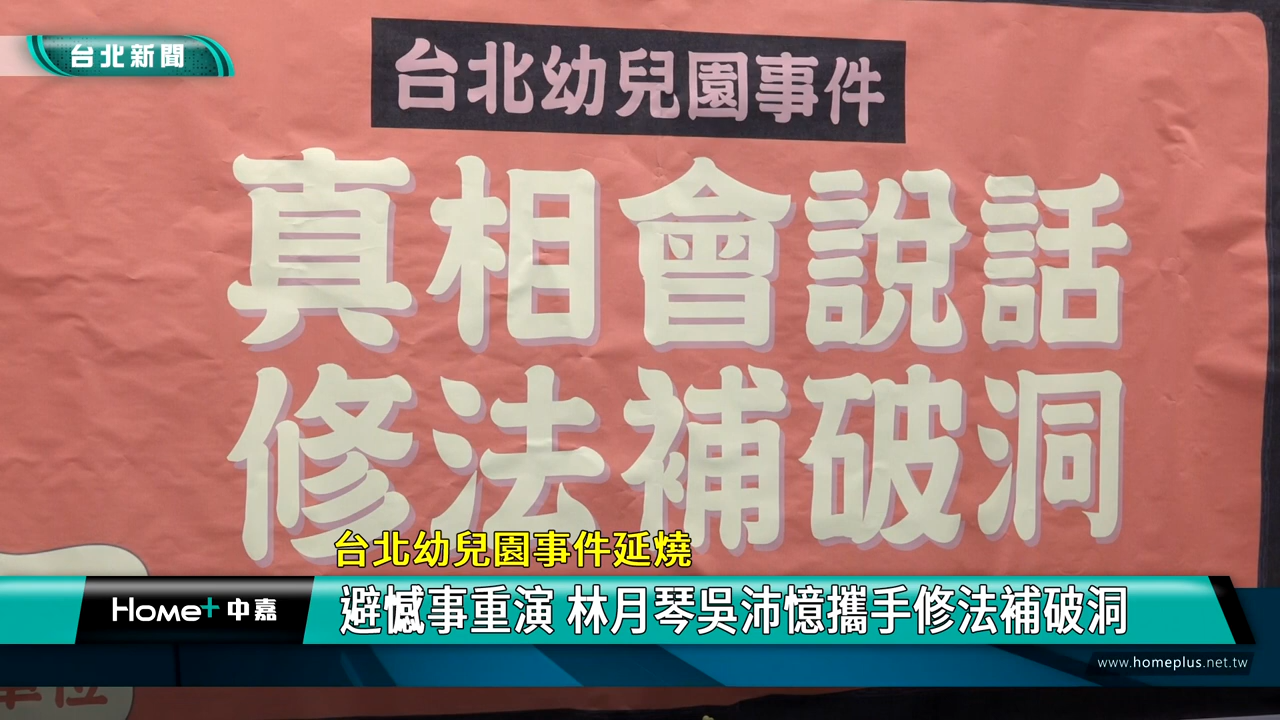 台北新聞
台北幼兒園事件
真相會說話
修法補破洞
台北幼兒園事件延燒
Home+中嘉
避憾事重演 林月琴吳沛憶攜手修法補破洞
www.homeplus.net.tw
單位